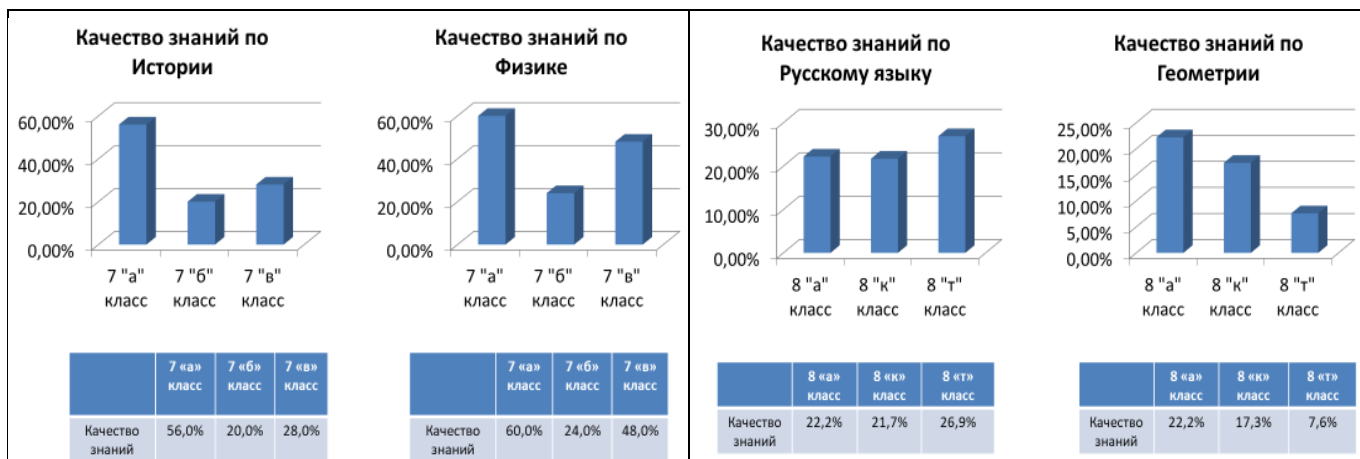 Качество знаний по
Истории
60,00%
40,00%
20,00%
0,00%
7 "а" 7 "б" 7 "в"
класс класс класс
7 «а» 7 «б» 7 «в»
класс класс класс
Качество 56,0% 20,0% 28,0%
знаний
Качество знаний по
Физике
60,00%
40,00%
20,00%
0,00%
7 "а" 7 "б" 7 "в"
класс класс класс
7 «а» 7 «б» 7 «в»
класс класс класс
Качество 60,0% 24,0% 48,0%
знаний
Качество знаний по
Русскому языку
30,00%
20,00%
10,00%
0,00%
8 "а" 8 "к" 8 "т"
класс класс класс
8 «а» 8 «к» 8 «т»
класс класс класс
Качество 22,2% 21,7% 26,9%
знаний
Качество знаний по
Геометрии
25,00%
20,00%
15,00%
10,00%
5,00%
0,00%
8 "а" 8 "к" 8 "т"
класс класс класс
8 «а» 8 «к» 8 «т»
класс класс класс
Качество 22,2% 17,3% 7,6%
знаний